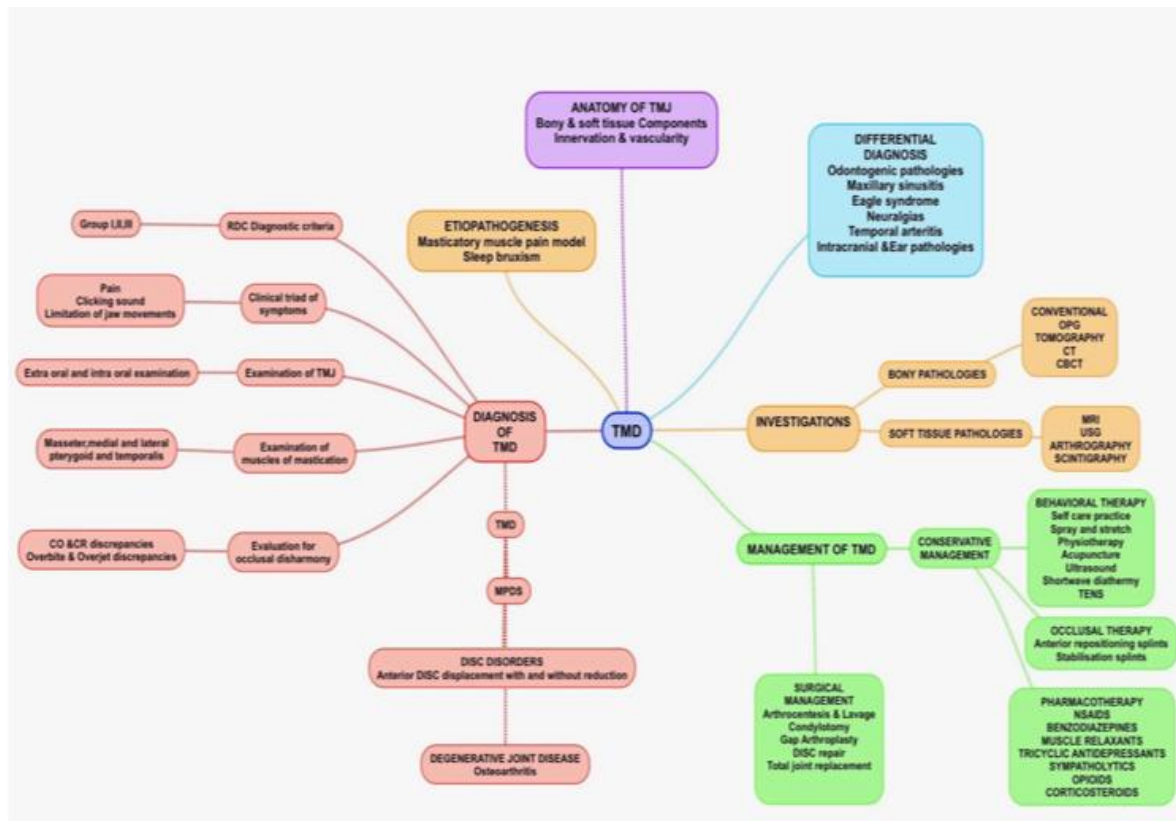 ANATOMY OF TMJ
Bony & soft tissue Components
Innervation & vascularity
DIFFERENTIAL
DIAGNOSIS
Odontogenic pathologies
Maxillary sinusitis
Eagle syndrome
Neuralgias
Temporal arteritis
Intracranial &Ear pathologies
ETIOPATHOGENESIS
Masticatory muscle pain model
Sleep bruxism
Group I,II,III
RDC Diagnostic criteria
Pain
Clicking sound
Limitation of jaw movements
Clinical triad of
symptoms
Extra oral and intra oral examination
Examination of TMJ
Masseter,medial and lateral
pterygoid and temporalis
Examination of
muscles of mastication
CO &CR discrepancies
Overbite & Overjet discrepancies
Evaluation for
occlusal disharmony
DIAGNOSIS
OF
TMD
TMD
MPDS
DISC DISORDERS
Anterior DISC displacement with and without reduction
DEGENERATIVE JOINT DISEASE
Osteoarthritis
TMD
INVESTIGATIONS
BONY PATHOLOGIES
CONVENTIONAL
OPG
TOMOGRAPHY
CT
CBCT
SOFT TISSUE PATHOLOGIES
MRI
USG
ARTHROGRAPHY
SCINTIGRAPHY
MANAGEMENT OF TMD
CONSERVATIVE
MANAGEMENT
BEHAVIORAL THERAPY
Self care practice
Spray and stretch
Physiotherapy
Acupuncture
Ultrasound
Shortwave diathermy
TENS
OCCLUSAL THERAPY
Anterior repositioning splints
Stabilisation splints
PHARMACOTHERAPY
NSAIDS
BENZODIAZEPINES
MUSCLE RELAXANTS
TRICYCLIC ANTIDEPRESSANTS
SYMPATHOLYTICS
OPIOIDS
CORTICOSTEROIDS
SURGICAL
MANAGEMENT
Arthrocentesis & Lavage
Condylotomy
Gap Arthroplasty
DISC repair
Total joint replacement